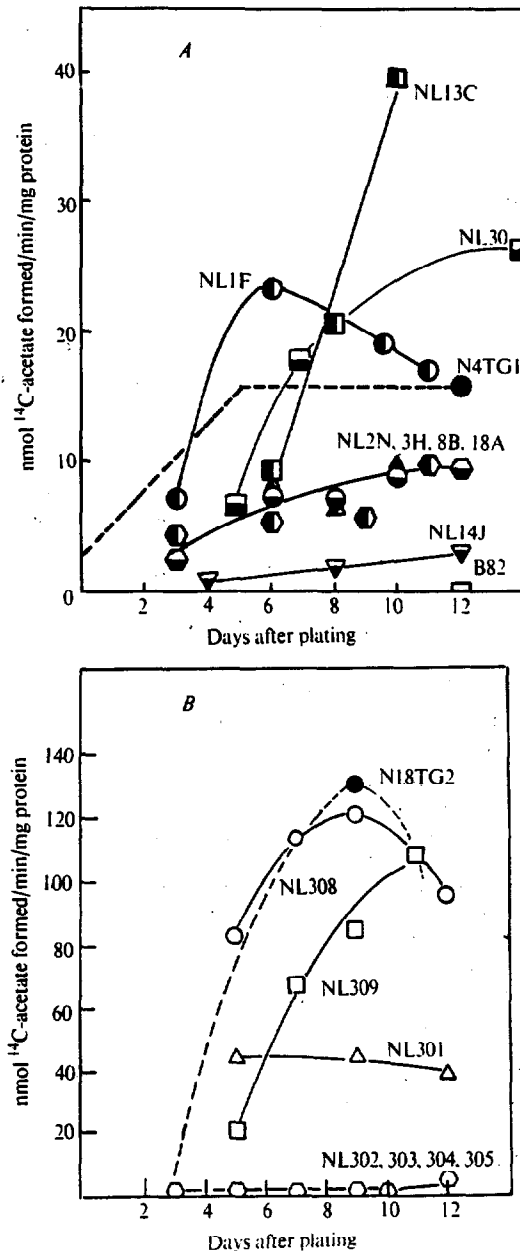 A
40
30
20
10
0
NL13C
NL30
NL1F
N4TG1
NL2N, 3H, 8B, 18A
NL14J
B82
2 4 6 8 10 12
Days after plating
nmol ¹⁴C-acetate formed/min/mg protein
B
140
120
100
80
60
40
20
N18TG2
NL308
NL309
NL301
NL302, 303, 304, 305
2 4 6 8 10 12
Days after plating
nmol ¹⁴C-acetate formed/min/mg protein